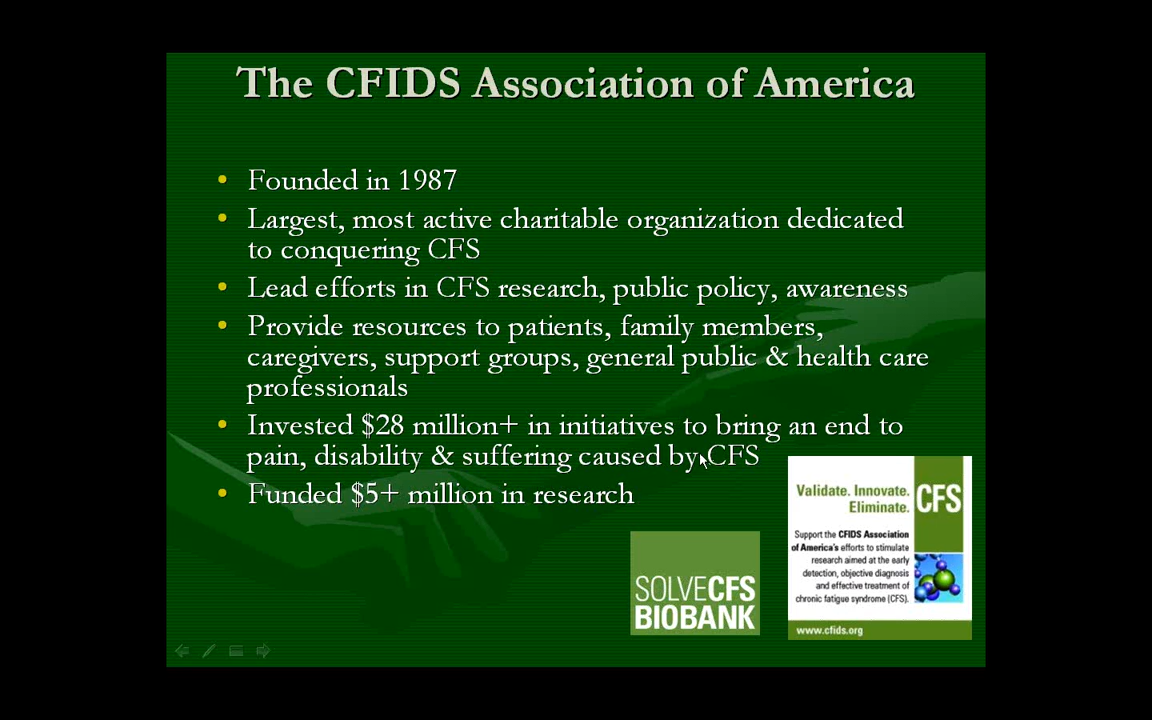 The CFIDS Association of America
• Founded in 1987
• Largest, most active charitable organization dedicated
to conquering CFS
• Lead efforts in CFS research, public policy, awareness
• Provide resources to patients, family members,
caregivers, support groups, general public & health care
professionals
• Invested $28 million+ in initiatives to bring an end to
pain, disability & suffering caused by CFS
• Funded $5+ million in research
SOLVECFS
BIOBANK
Validate. Innovate.
Eliminate.
CFS
Support the CFIDS Association
of America's efforts to stimulate
research aimed at the early
detection, objective diagnosis
and effective treatment of
chronic fatigue syndrome (CFS).
www.cfids.org